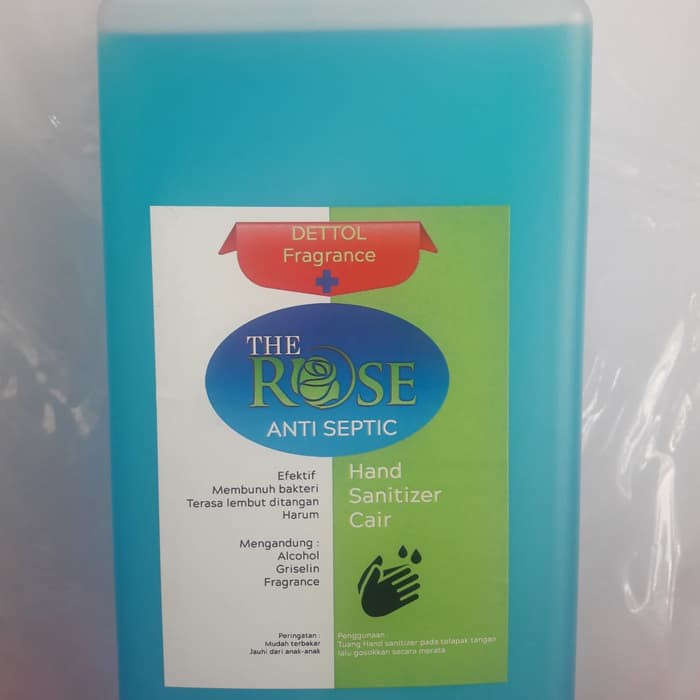 DETTOL
Fragrance
THE
ROSE
ANTI SEPTIC
Efektif
Membunuh bakteri
Terasa lembut ditangan
Harum
Mengandung :
Alcohol
Griselin
Fragrance
Peringatan :
Mudah terbakar
Jauhi dari anak-anak
Hand
Sanitizer
Cair
Penggunaan :
Tuang Hand sanitizer pada telapak tangan
lalu gosokkan secara merata